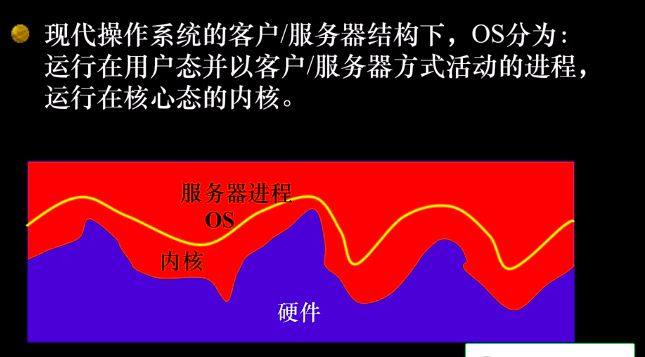 现代操作系统的客户/服务器结构下，OS分为：
运行在用户态并以客户/服务器方式活动的进程，
运行在核心态的内核。
服务器进程
OS
内核
硬件